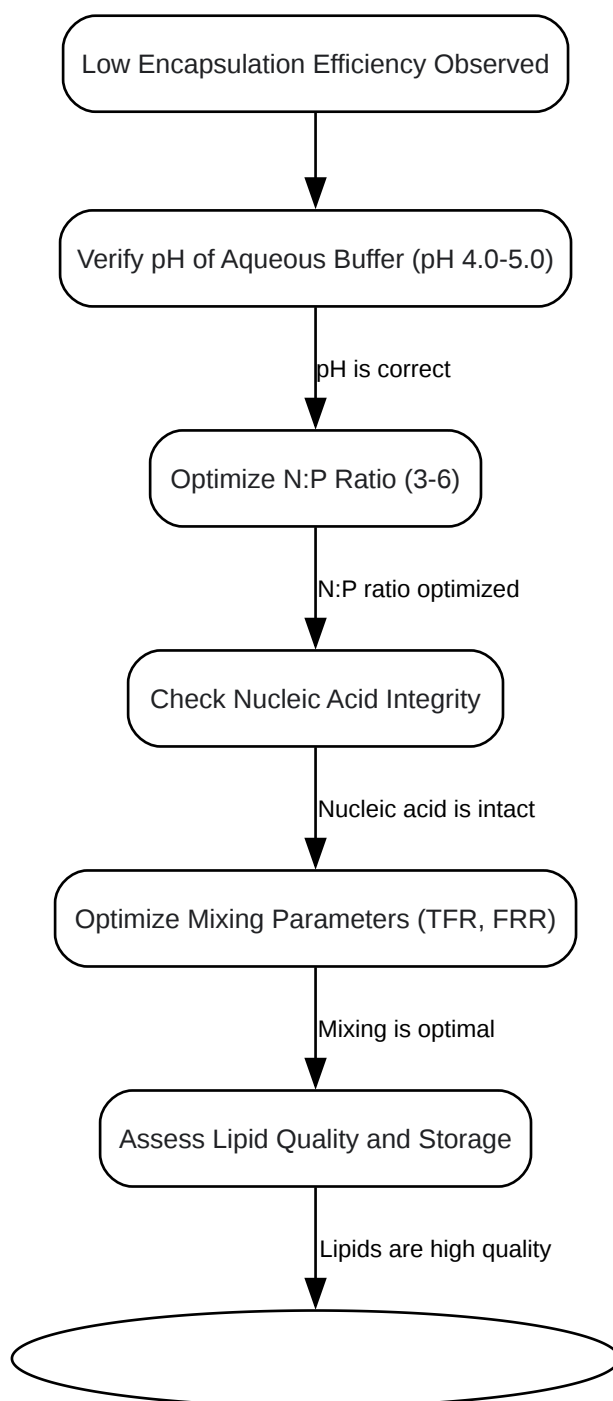 Low Encapsulation Efficiency Observed
Verify pH of Aqueous Buffer (pH 4.0-5.0)
pH is correct
Optimize N:P Ratio (3-6)
N:P ratio optimized
Check Nucleic Acid Integrity
Nucleic acid is intact
Optimize Mixing Parameters (TFR, FRR)
Mixing is optimal
Assess Lipid Quality and Storage
Lipids are high quality